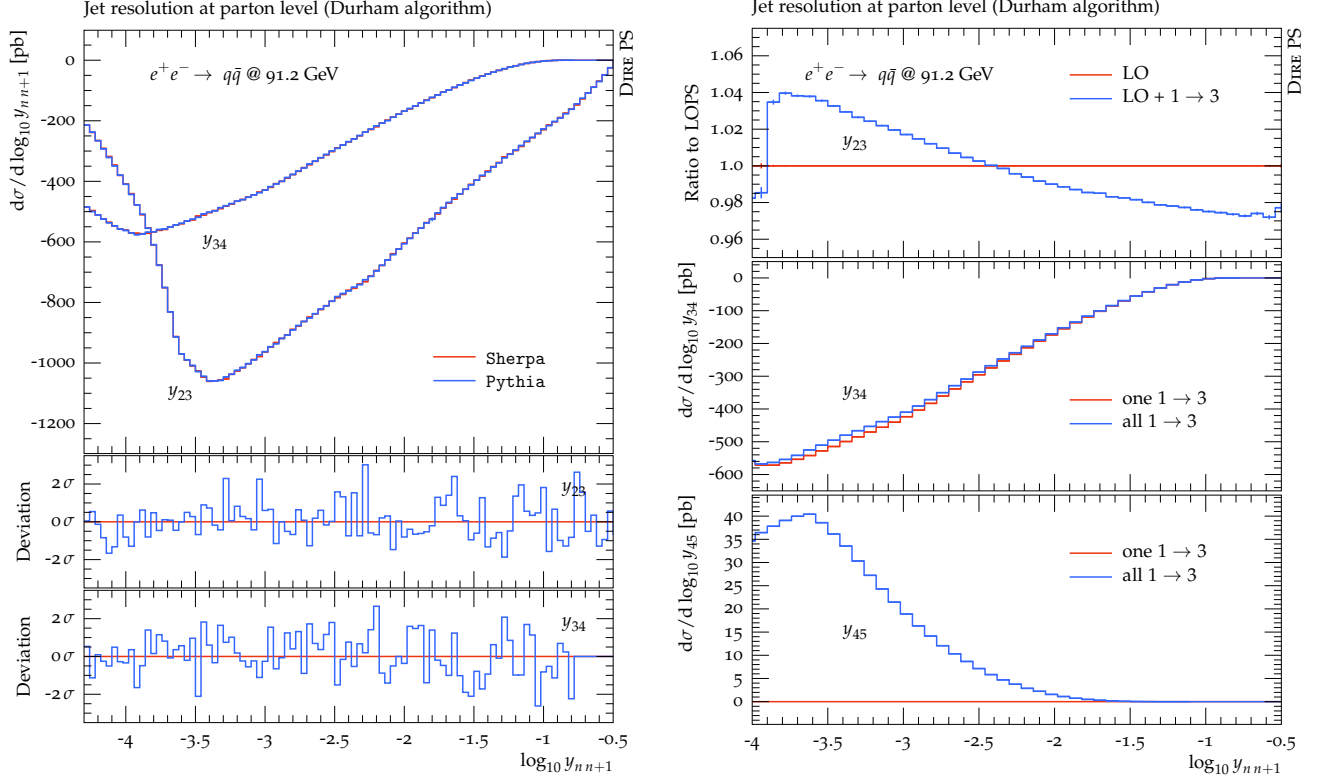 Jet resolution at parton level (Durham algorithm)
DIRE PS
dσ/d log₁₀ yₙ ₙ₊₁ [pb]
e⁺e⁻ → qq̄ @ 91.2 GeV
0
-200
-400
-600
-800
-1000
-1200
y₃₄
y₂₃
Sherpa
Pythia
Deviation
2σ
0σ
-2σ
y₂₃
Deviation
2σ
0σ
-2σ
y₃₄
-4 -3.5 -3 -2.5 -2 -1.5 -1 -0.5
log₁₀ yₙ ₙ₊₁
Jet resolution at parton level (Durham algorithm)
DIRE PS
Ratio to LOPS
e⁺e⁻ → qq̄ @ 91.2 GeV
1.06
1.04
1.02
1.0
0.98
0.96
LO
LO + 1 → 3
y₂₃
dσ/d log₁₀ y₃₄ [pb]
0
-100
-200
-300
-400
-500
-600
y₃₄
one 1 → 3
all 1 → 3
dσ/d log₁₀ y₄₅ [pb]
40
35
30
25
20
15
10
5
0
one 1 → 3
all 1 → 3
y₄₅
-4 -3.5 -3 -2.5 -2 -1.5 -1 -0.5
log₁₀ yₙ ₙ₊₁